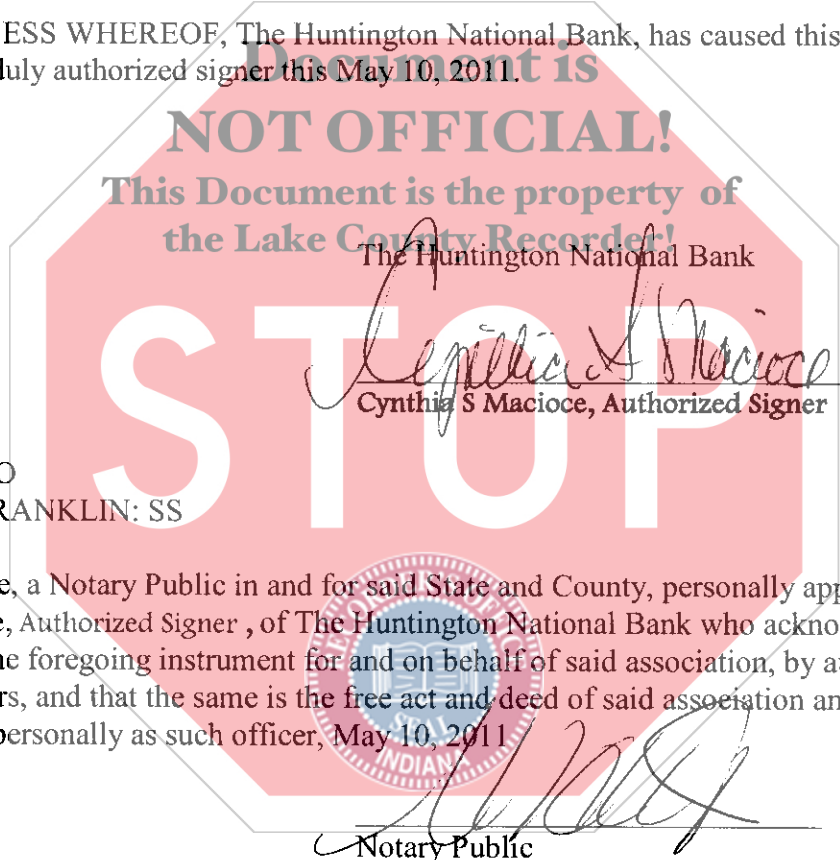 ESS WHEREOF, The Huntington National Bank, has caused this
duly authorized signer this May 10, 2011.
Document is
NOT OFFICIAL!
This Document is the property of
the Lake County Recorder!
The Huntington National Bank
STOP
Cynthia S Macioce
Cynthia S Macioce, Authorized Signer
O
RANKLIN: SS
e, a Notary Public in and for said State and County, personally app
e, Authorized Signer , of The Huntington National Bank who ackno
he foregoing instrument for and on behalf of said association, by a
rs, and that the same is the free act and deed of said association an
personally as such officer, May 10, 2011
SEAL
INDIANA
Notary Public